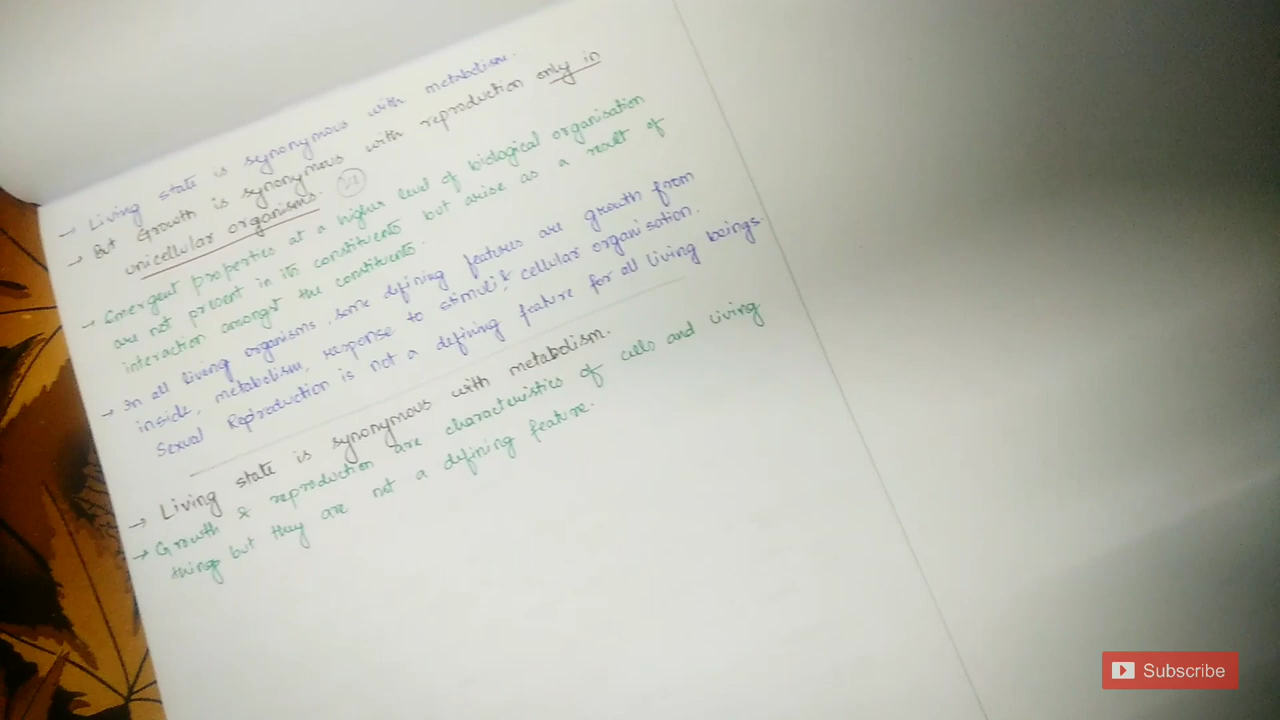 → Living state is synonymous with metabolism.
→ But Growth is synonymous with reproduction only in
unicellular organisms.
→ Emergent properties at a higher level of biological organisation
are not present in its constituents but arise as a result of
interaction amongst the constituents.
→ In all living organisms, some defining features are growth from
inside, metabolism, response to stimuli & cellular organisation.
Sexual Reproduction is not a defining feature for all living beings.
→ Living state is synonymous with metabolism.
→ Growth & reproduction are characteristics of cells and living
things but they are not a defining feature.
Subscribe